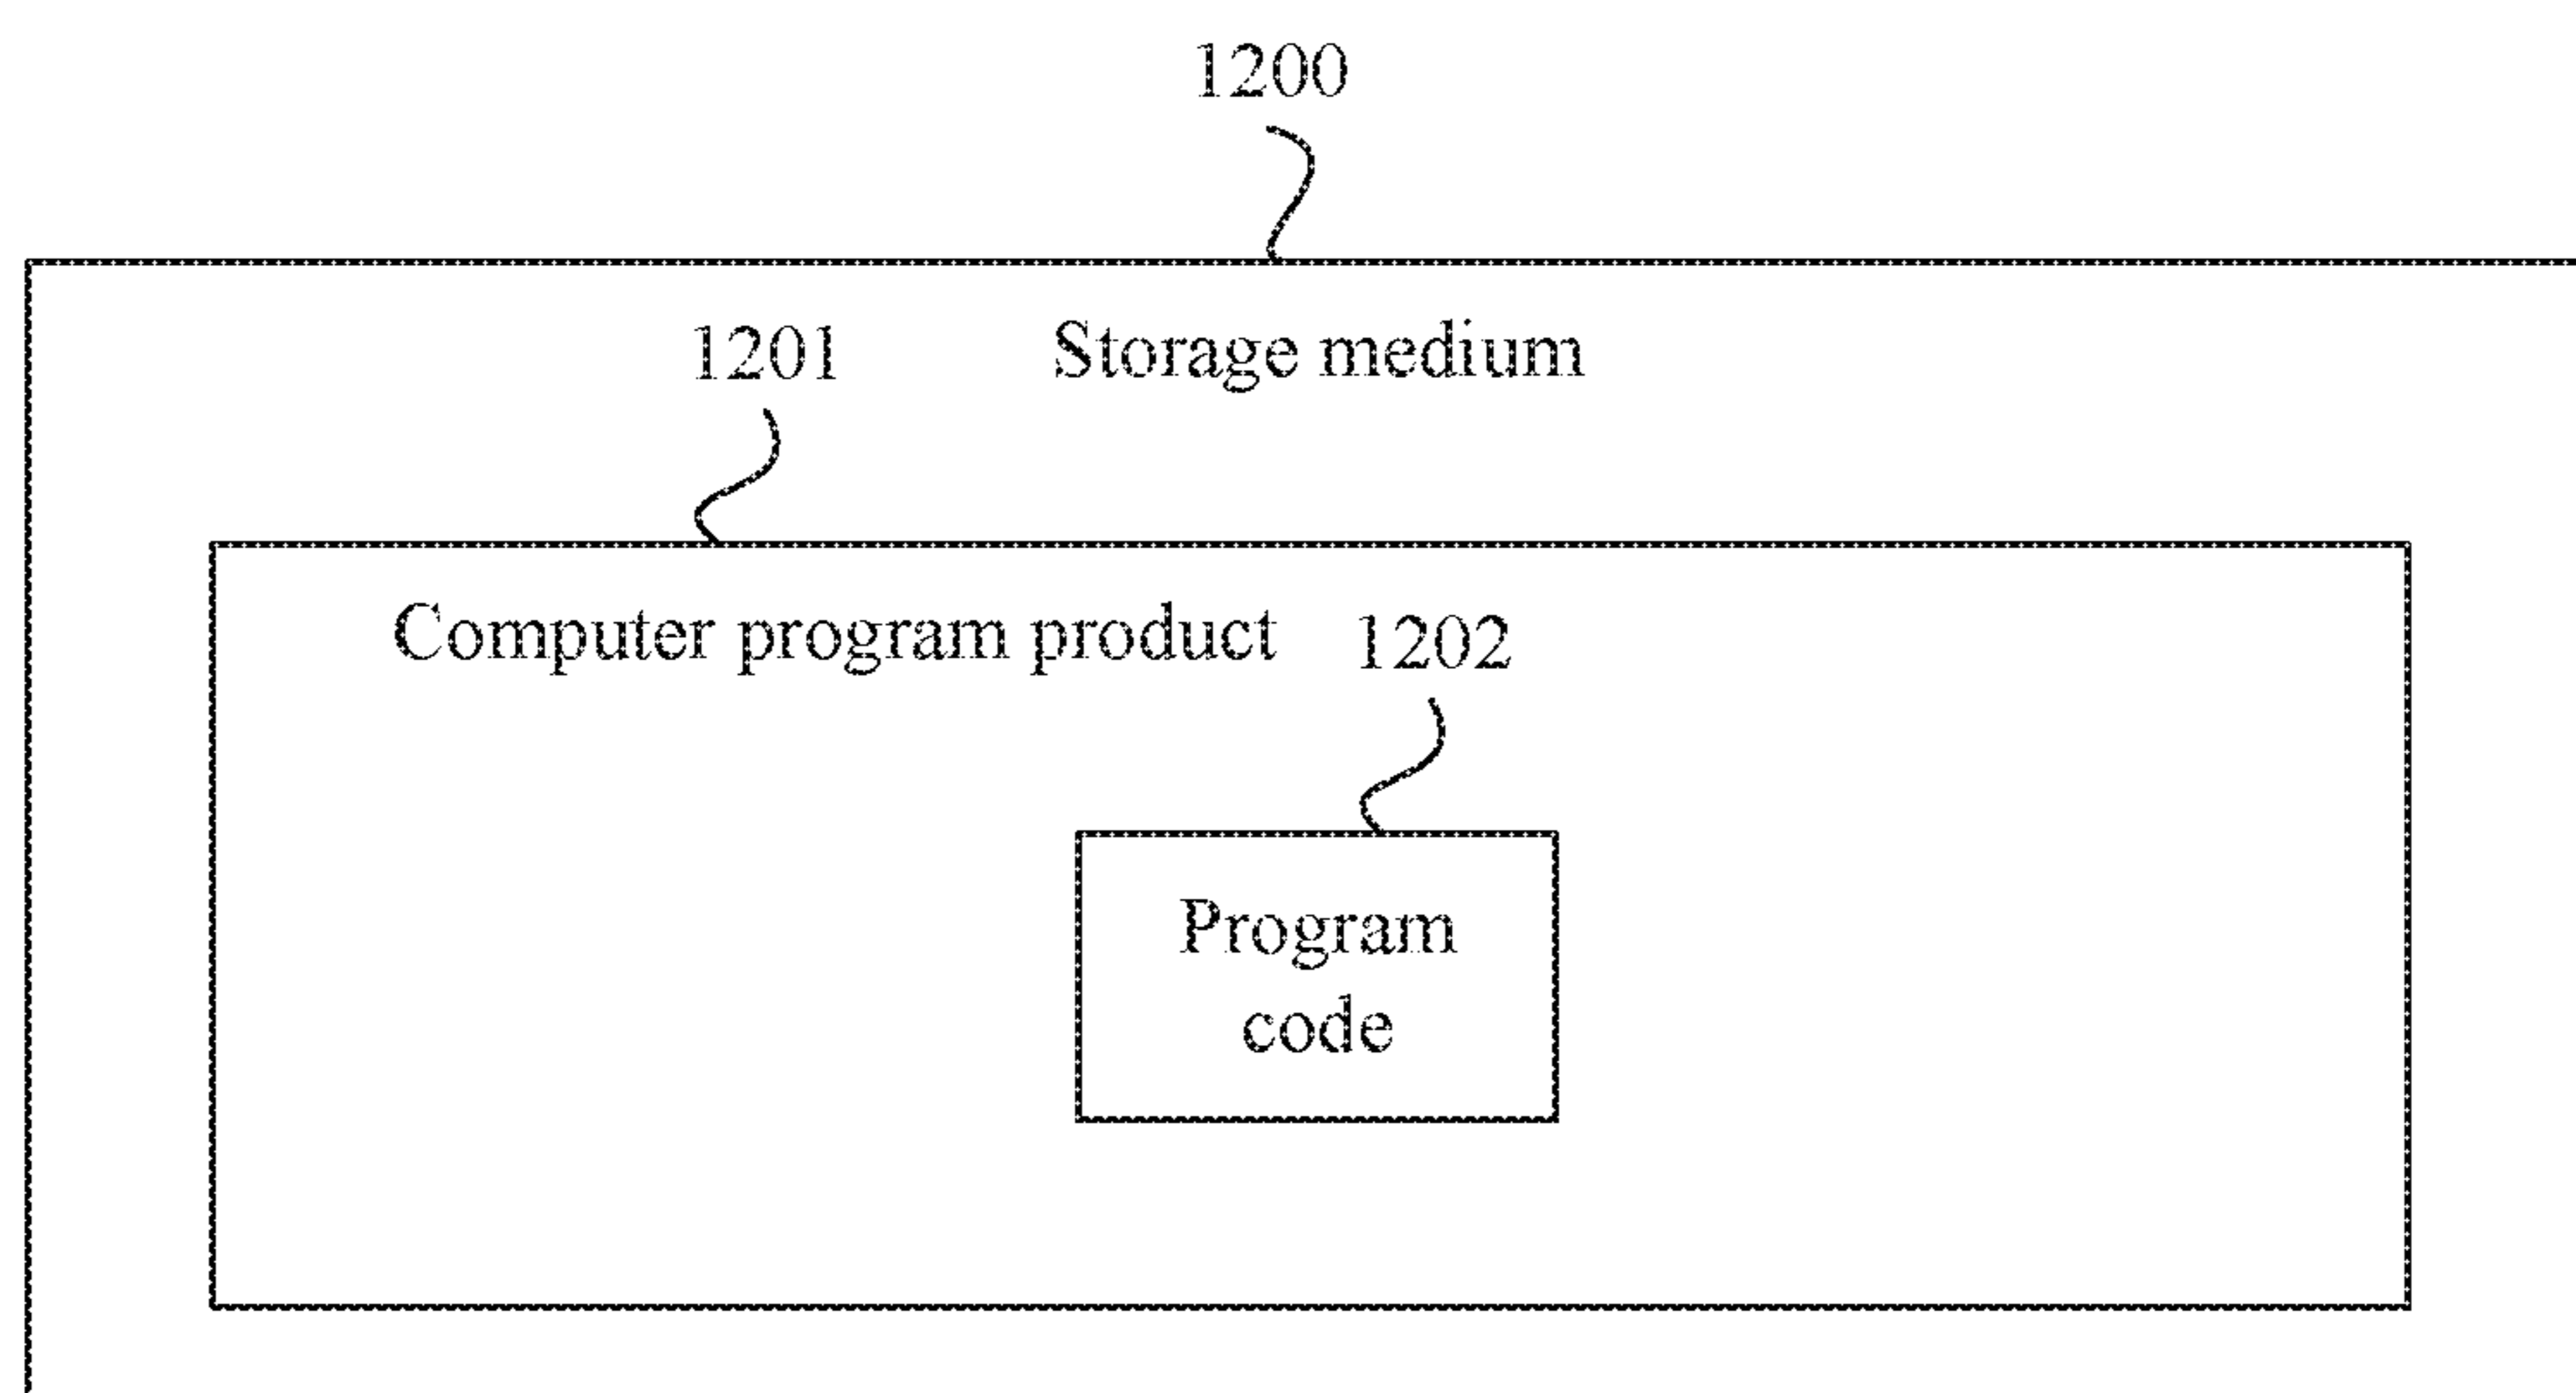 1200
1201 Storage medium
Computer program product 1202
Program
code